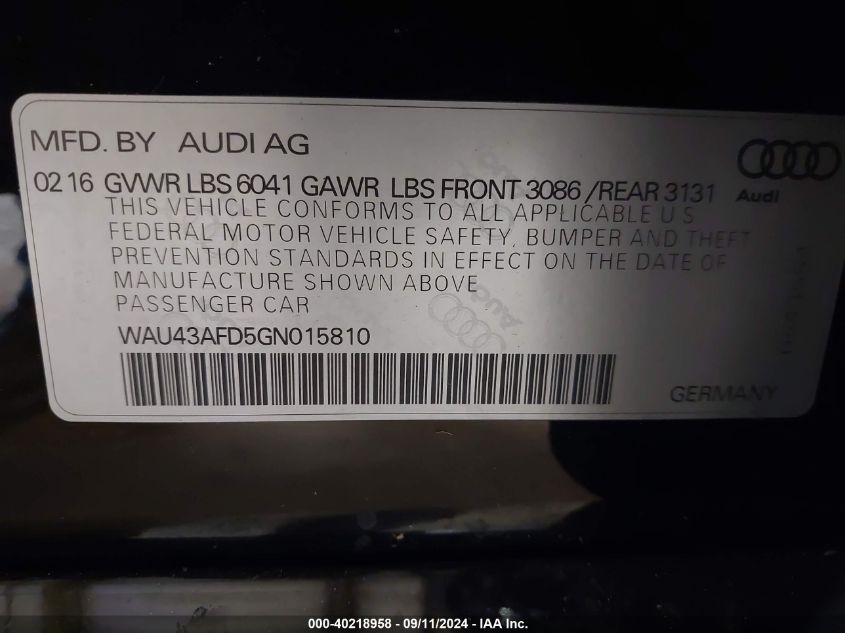 MFD. BY AUDI AG
Audi
02 16 GVWR LBS 6041 GAWR LBS FRONT 3086 /REAR 3131
THIS VEHICLE CONFORMS TO ALL APPLICABLE U S
FEDERAL MOTOR VEHICLE SAFETY, BUMPER AND THEFT
PREVENTION STANDARDS IN EFFECT ON THE DATE OF
MANUFACTURE SHOWN ABOVE
PASSENGER CAR
WAU43AFD5GN015810
GERMANY
000-40218958 - 09/11/2024 - IAA Inc.